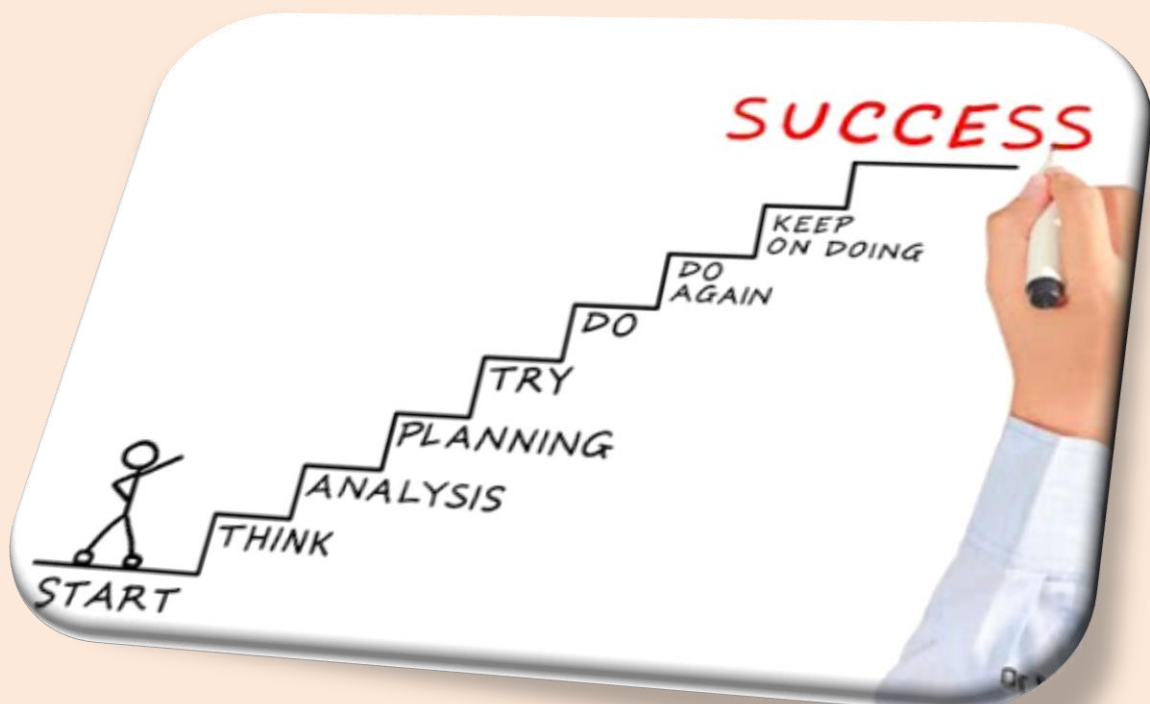 SUCCESS
KEEP
ON DOING
DO
AGAIN
DO
TRY
PLANNING
ANALYSIS
THINK
START